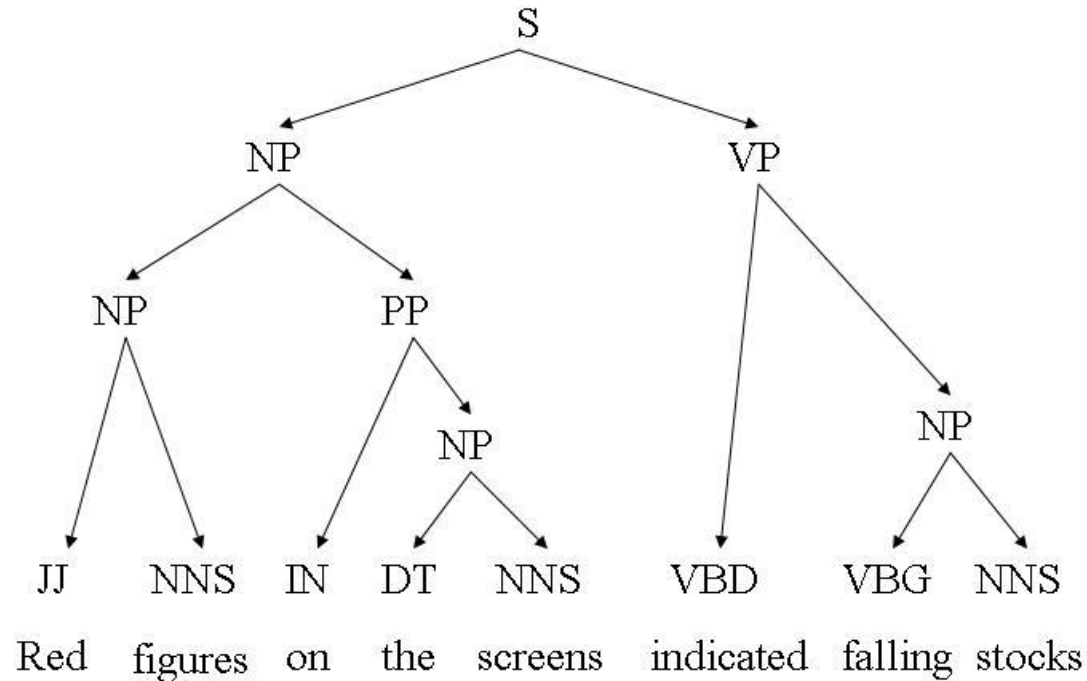 S
NP VP
NP PP
NP NP
JJ NNS IN DT NNS VBD VBG NNS
Red figures on the screens indicated falling stocks